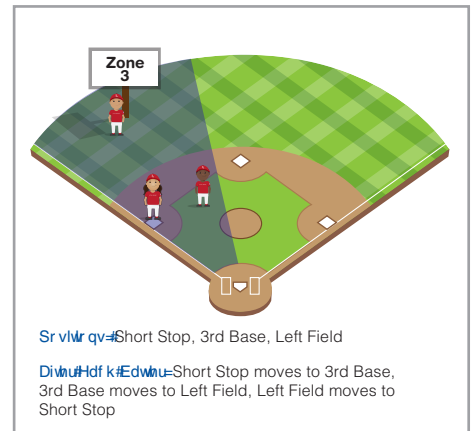 Zone
3
Sr vlwlr qv=#Short Stop, 3rd Base, Left Field
Diwhu#Hdf k#Edwwhu=Short Stop moves to 3rd Base,
3rd Base moves to Left Field, Left Field moves to
Short Stop